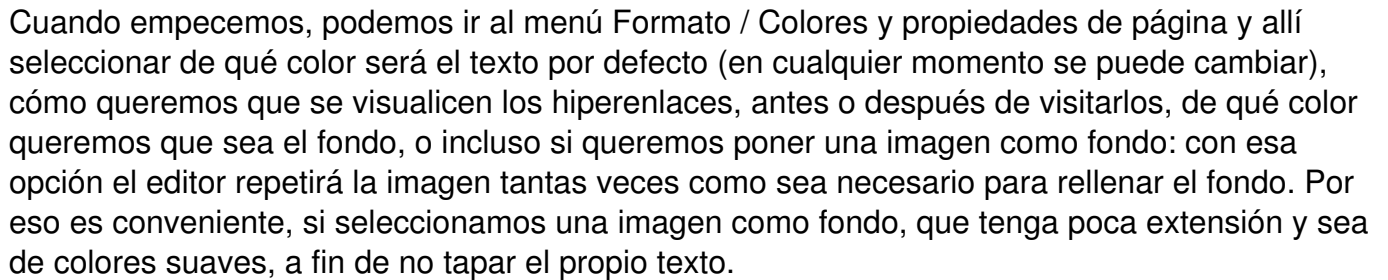 Cuando empecemos, podemos ir al menú Formato / Colores y propiedades de página y allí
seleccionar de qué color será el texto por defecto (en cualquier momento se puede cambiar),
cómo queremos que se visualicen los hiperenlaces, antes o después de visitarlos, de qué color
queremos que sea el fondo, o incluso si queremos poner una imagen como fondo: con esa
opción el editor repetirá la imagen tantas veces como sea necesario para rellenar el fondo. Por
eso es conveniente, si seleccionamos una imagen como fondo, que tenga poca extensión y sea
de colores suaves, a fin de no tapar el propio texto.